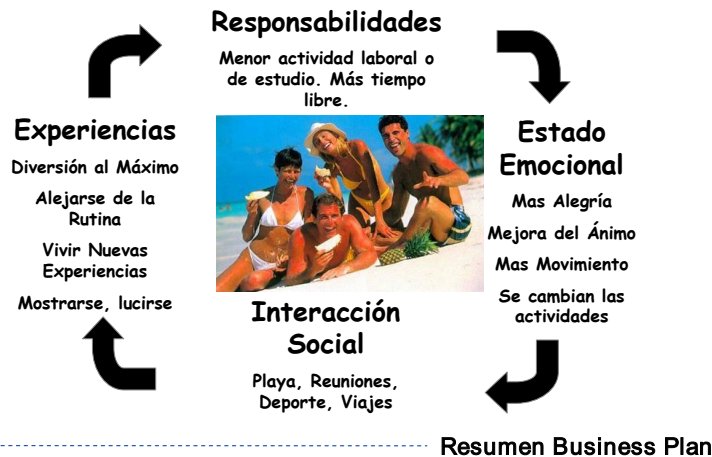 Responsabilidades
Menor actividad laboral o
de estudio. Más tiempo
libre.
Estado
Emocional
Mas Alegría
Mejora del Ánimo
Mas Movimiento
Se cambian las
actividades
Interacción
Social
Playa, Reuniones,
Deporte, Viajes
Experiencias
Diversión al Máximo
Alejarse de la
Rutina
Vivir Nuevas
Experiencias
Mostrarse, lucirse
Resumen Business Plan